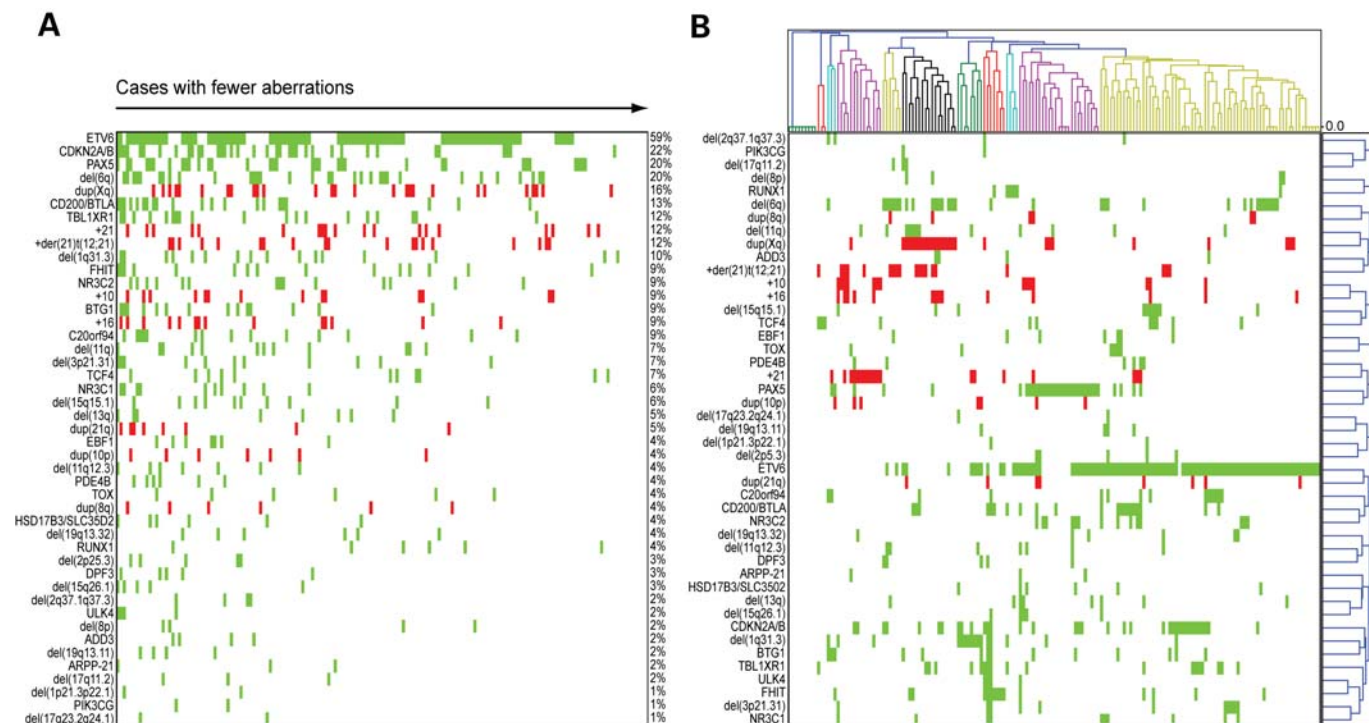 A
Cases with fewer aberrations
ETV6 59%
CDKN2A/B 22%
PAX5 20%
del(6q) 20%
dup(Xq) 16%
CD200/BTLA 13%
TBL1XR1 12%
+21 12%
+der(21)t(12;21) 12%
del(1q31.3) 10%
FHIT 9%
NR3C2 9%
+10 9%
BTG1 9%
+16 9%
C20orf94 9%
del(11q) 7%
del(3p21.31) 7%
TCF4 7%
NR3C1 6%
del(15q15.1) 6%
del(13q) 5%
dup(21q) 5%
EBF1 4%
dup(10p) 4%
del(11q12.3) 4%
PDE4B 4%
TOX 4%
dup(8q) 4%
HSD17B3/SLC35D2 4%
del(19q13.32) 4%
RUNX1 4%
del(2p25.3) 3%
DPF3 3%
del(15q26.1) 3%
del(2q37.1q37.3) 2%
ULK4 2%
del(8p) 2%
ADD3 2%
del(19q13.11) 2%
ARPP-21 2%
del(17q11.2) 2%
del(1p21.3p22.1) 1%
PIK3CG 1%
del(17q23.2q24.1) 1%
B
0.0
del(2q37.1q37.3)
PIK3CG
del(17q11.2)
del(8p)
RUNX1
del(6q)
dup(8q)
del(11q)
dup(Xq)
ADD3
+der(21)t(12;21)
+10
+16
del(15q15.1)
TCF4
EBF1
TOX
PDE4B
+21
PAX5
dup(10p)
del(17q23.2q24.1)
del(19q13.11)
del(1p21.3p22.1)
del(2p5.3)
ETV6
dup(21q)
C20orf94
CD200/BTLA
NR3C2
del(19q13.32)
del(11q12.3)
DPF3
ARPP-21
HSD17B3/SLC3502
del(13q)
del(15q26.1)
CDKN2A/B
del(1q31.3)
BTG1
TBL1XR1
ULK4
FHIT
del(3p21.31)
NR3C1